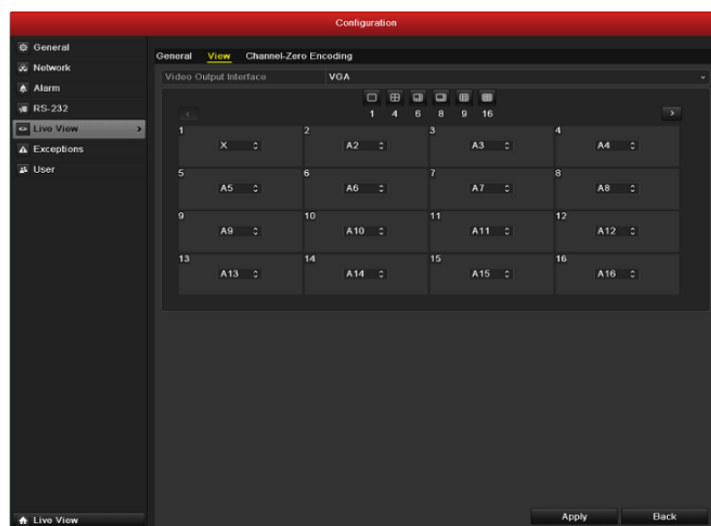 Configuration
General
Network
Alarm
RS-232
Live View
Exceptions
User
General View Channel-Zero Encoding
Video Output Interface VGA
1 4 6 8 9 16
1 2 3 4
X A2 A3 A4
5 6 7 8
A5 A6 A7 A8
9 10 11 12
A9 A10 A11 A12
13 14 15 16
A13 A14 A15 A16
Live View
Apply Back